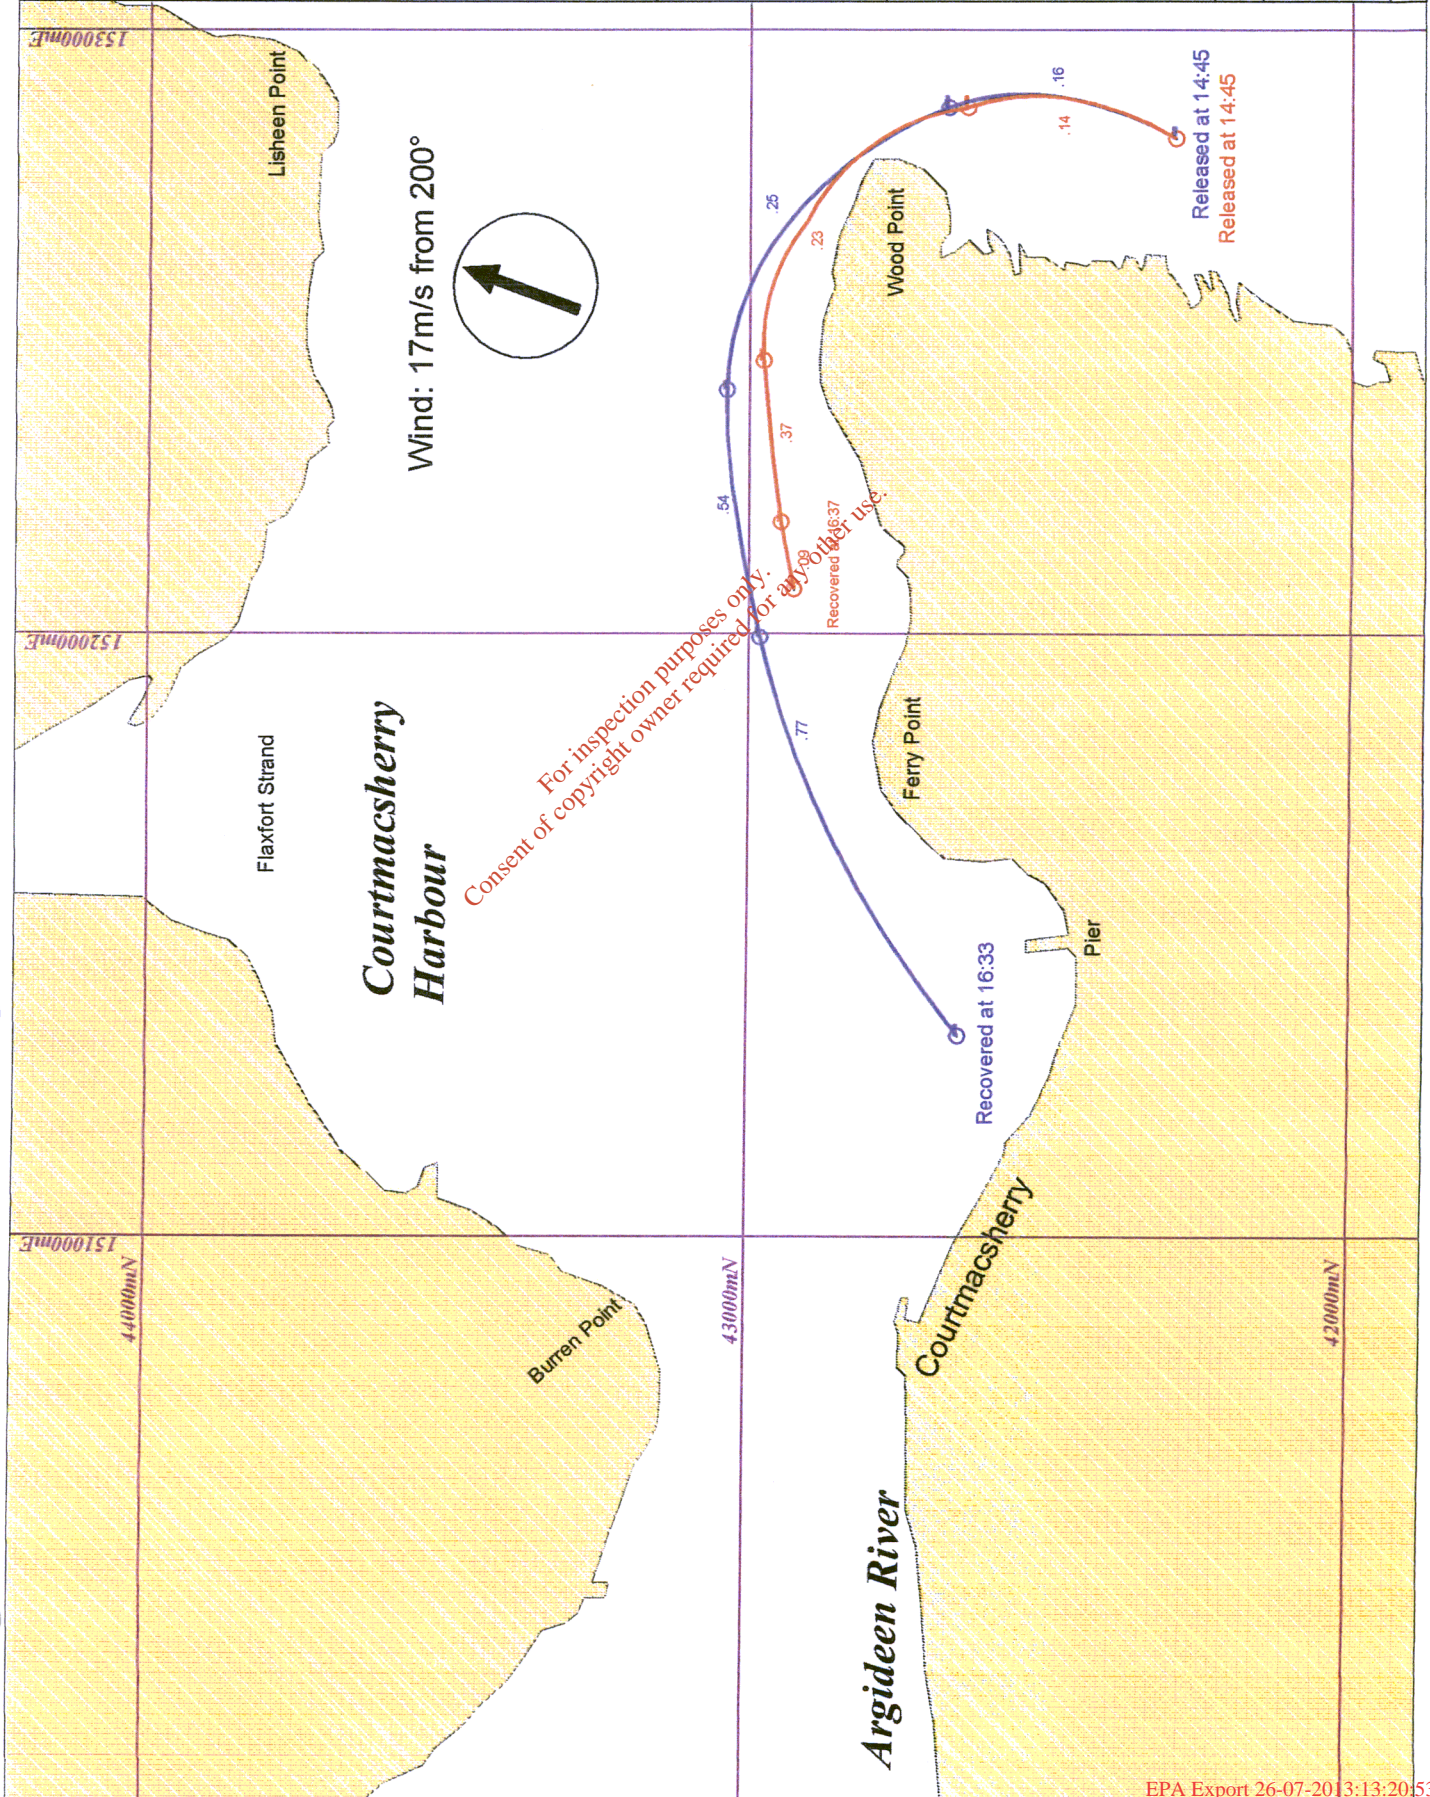 153000mE
Lisheen Point
Wind: 17m/s from 200°
.16
.14
Released at 14:45
Released at 14:45
.25
.23
Wood Point
.37
.54
.09
Recovered at 16:37
152000mE
.77
Flaxfort Strand
Courtmacsherry
Harbour
Ferry Point
Pier
Recovered at 16:33
For inspection purposes only.
Consent of copyright owner required for any other use.
151000mE
44000mN
43000mN
42000mN
Burren Point
Courtmacsherry
Argideen River
EPA Export 26-07-2013:13:20:53